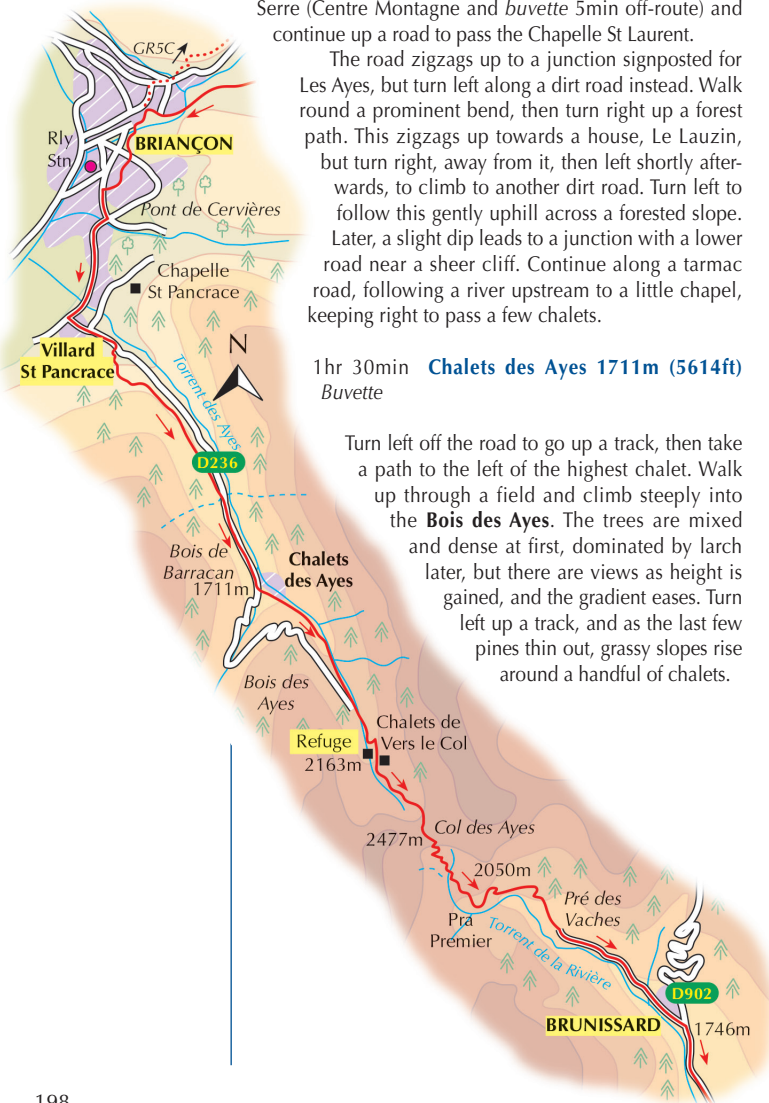 Serre (Centre Montagne and buvette 5min off-route) and
continue up a road to pass the Chapelle St Laurent.
The road zigzags up to a junction signposted for
Les Ayes, but turn left along a dirt road instead. Walk
round a prominent bend, then turn right up a forest
path. This zigzags up towards a house, Le Lauzin,
but turn right, away from it, then left shortly after-
wards, to climb to another dirt road. Turn left to
follow this gently uphill across a forested slope.
Later, a slight dip leads to a junction with a lower
road near a sheer cliff. Continue along a tarmac
road, following a river upstream to a little chapel,
keeping right to pass a few chalets.
1hr 30min Chalets des Ayes 1711m (5614ft)
Buvette
Turn left off the road to go up a track, then take
a path to the left of the highest chalet. Walk
up through a field and climb steeply into
the Bois des Ayes. The trees are mixed
and dense at first, dominated by larch
later, but there are views as height is
gained, and the gradient eases. Turn
left up a track, and as the last few
pines thin out, grassy slopes rise
around a handful of chalets.
GR5C
Rly
Stn
BRIANÇON
Pont de Cervières
Chapelle
St Pancrace
N
Villard
St Pancrace
Torrent des Ayes
D236
Bois de
Barracan
1711m
Chalets
des Ayes
Bois des
Ayes
Chalets de
Vers le Col
Refuge
2163m
Col des Ayes
2477m
2050m
Pré des
Vaches
Pra
Premier
Torrent de la Rivière
D902
BRUNISSARD
1746m
198